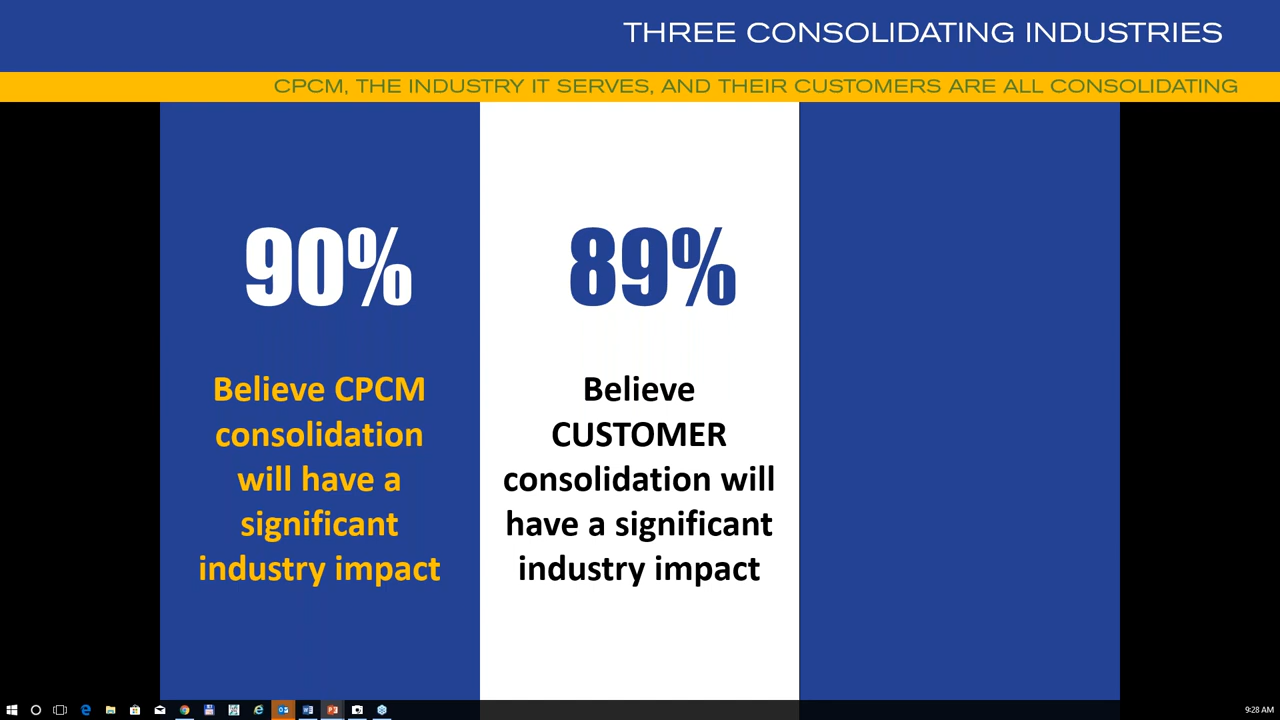 THREE CONSOLIDATING INDUSTRIES
CPCM, THE INDUSTRY IT SERVES, AND THEIR CUSTOMERS ARE ALL CONSOLIDATING
90%
Believe CPCM
consolidation
will have a
significant
industry impact
89%
Believe
CUSTOMER
consolidation will
have a significant
industry impact
9:28 AM